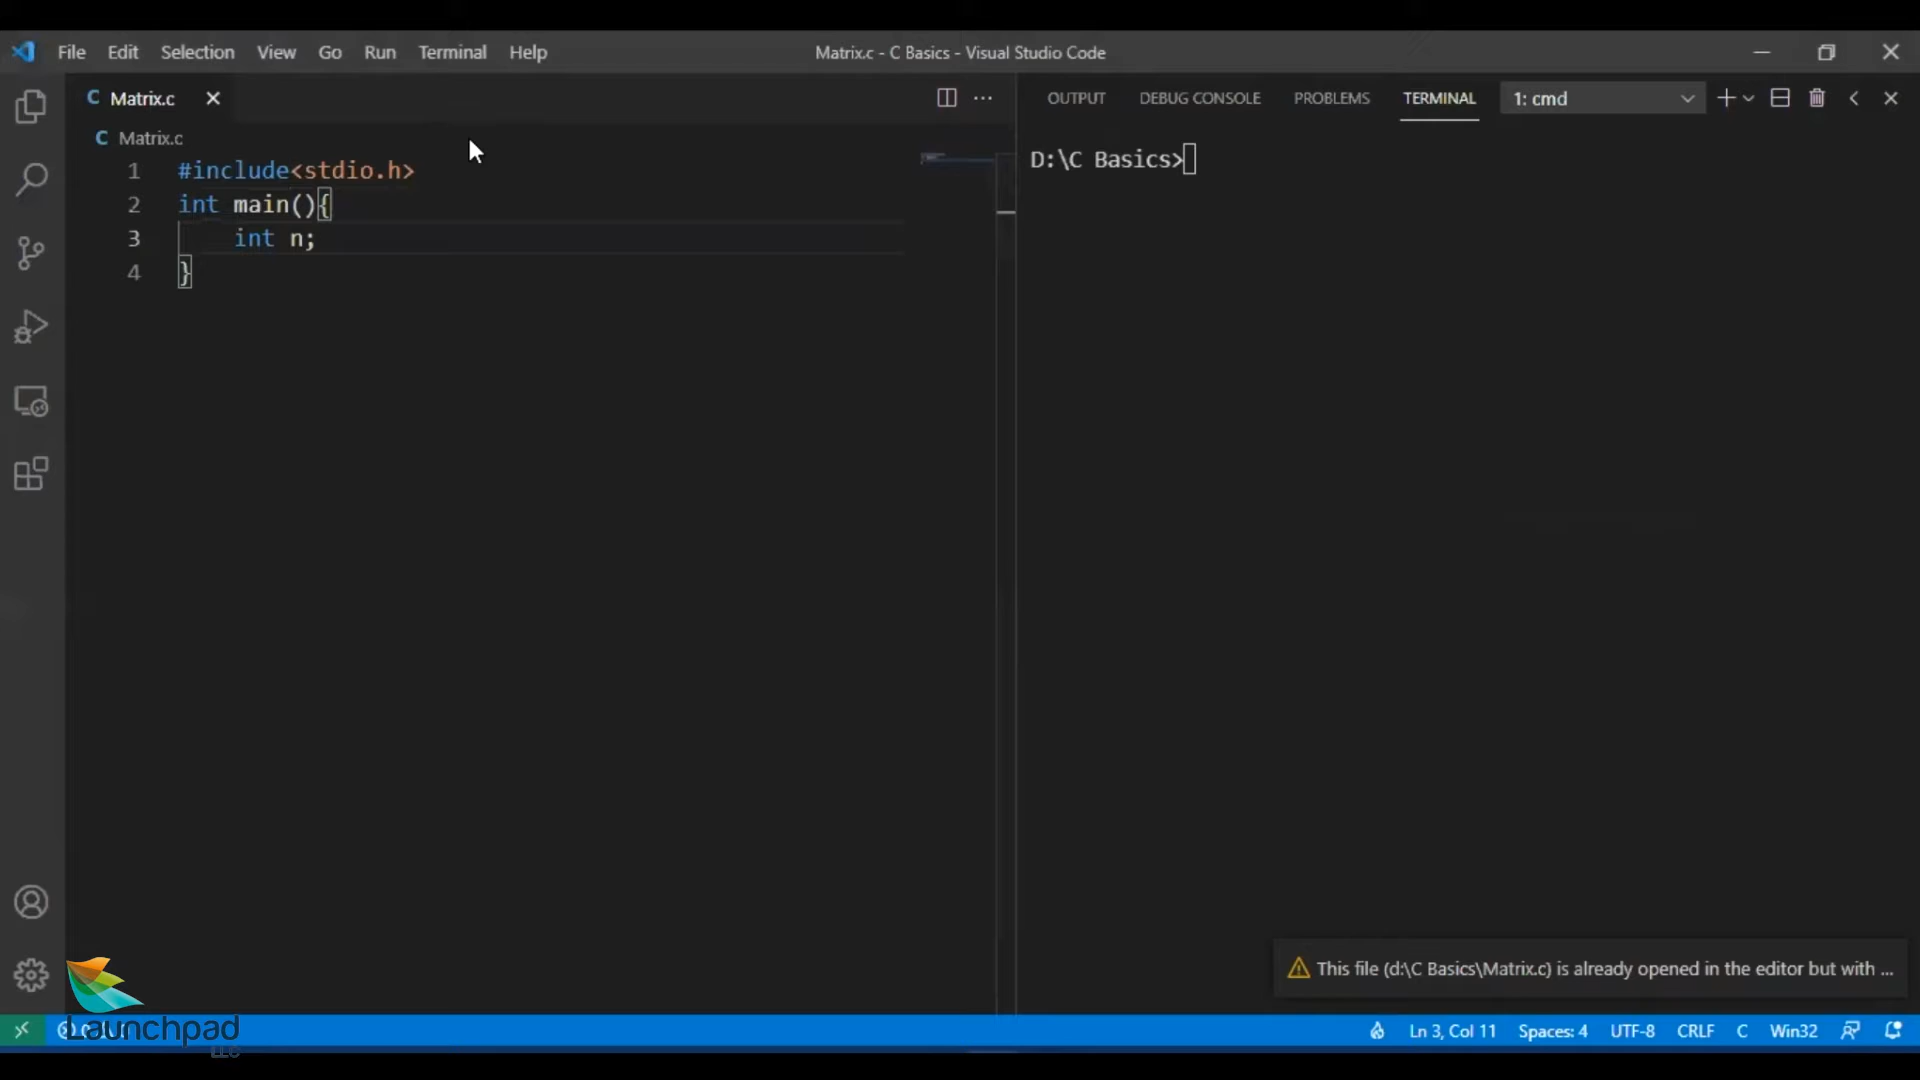 File Edit Selection View Go Run Terminal Help
Matrix.c - C Basics - Visual Studio Code
C Matrix.c
C Matrix.c
1 #include<stdio.h>
2 int main(){
3 int n;
4 }
OUTPUT DEBUG CONSOLE PROBLEMS TERMINAL 1: cmd
D:\C Basics>
This file (d:\C Basics\Matrix.c) is already opened in the editor but with ...
Launchpad
LLC
Ln 3, Col 11 Spaces: 4 UTF-8 CRLF C Win32